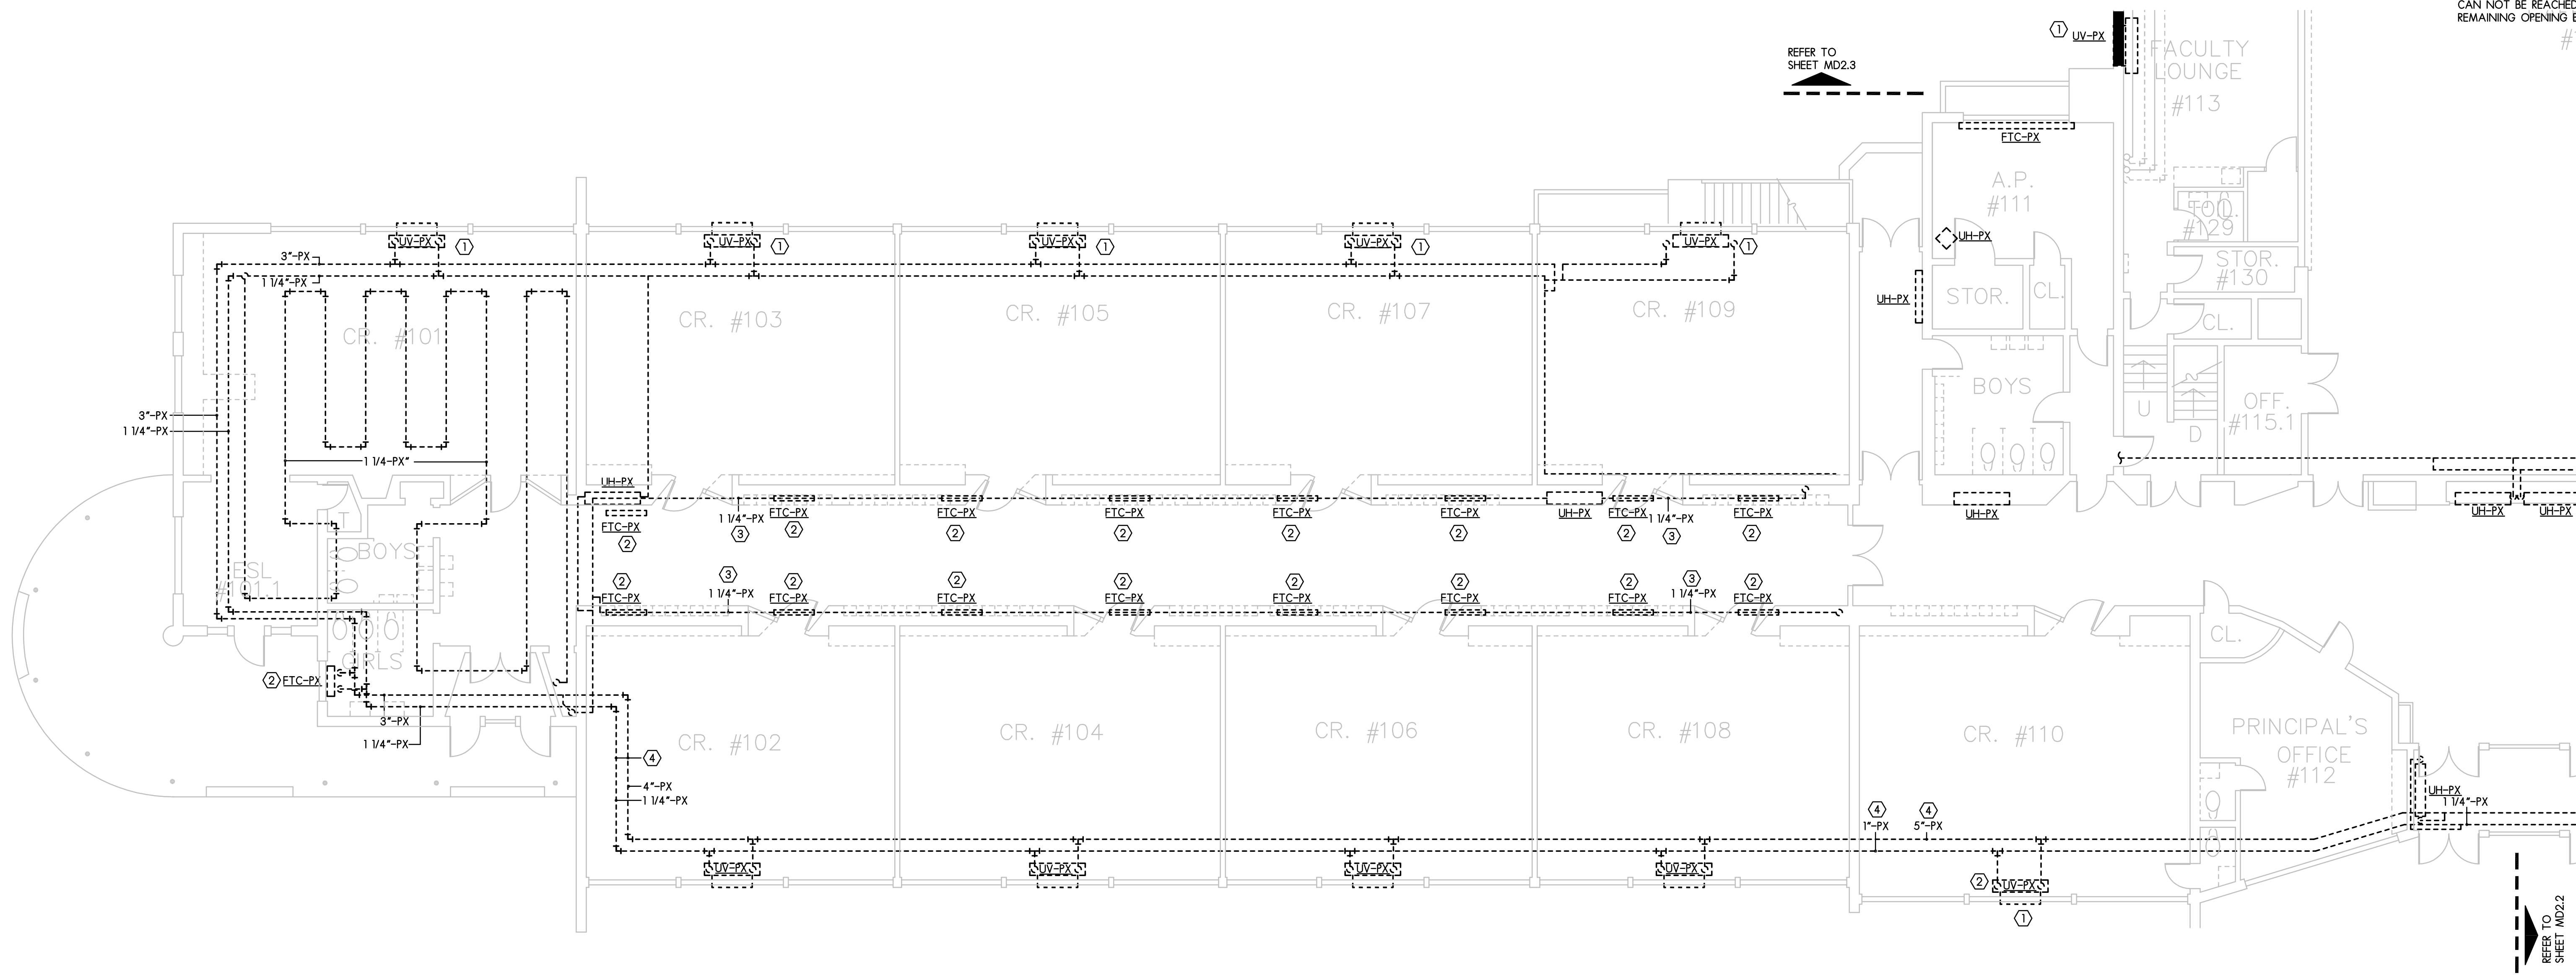 CAN NOT BE REACHED
REMAINING OPENING
REFER TO
SHEET MD2.3
1
UV-PX
FACULTY
LOUNGE
#113
FTC-PX
A.P.
#111
UH-PX
TOIL.
#129
STOR.
#130
UH-PX
STOR.
CL.
CL.
BOYS
U
D
OFF.
#115.1
UV-PX
1
UV-PX
1
UV-PX
1
UV-PX
1
UV-PX
1
3"-PX
1 1/4"-PX
CR. #101
CR. #103
CR. #105
CR. #107
CR. #109
3"-PX
1 1/4"-PX
1 1/4-PX"
UH-PX
FTC-PX
2
1 1/4"-PX
3
FTC-PX
2
FTC-PX
2
FTC-PX
2
FTC-PX
2
FTC-PX
2
UH-PX
FTC-PX
2
1 1/4"-PX
3
FTC-PX
2
UH-PX
UH-PX
UH-PX
BOYS
ESL
#101.1
2
FTC-PX
3
1 1/4"-PX
2
FTC-PX
2
FTC-PX
2
FTC-PX
2
FTC-PX
2
FTC-PX
2
FTC-PX
3
1 1/4"-PX
2
FTC-PX
GIRLS
2
FTC-PX
3"-PX
1 1/4"-PX
CL.
CR. #102
CR. #104
CR. #106
CR. #108
CR. #110
PRINCIPAL'S
OFFICE
#112
4
4"-PX
1 1/4"-PX
4
1"-PX
4
5"-PX
UH-PX
1 1/4"-PX
UV-PX
UV-PX
UV-PX
UV-PX
2
UV-PX
1
REFER TO
SHEET MD2.2